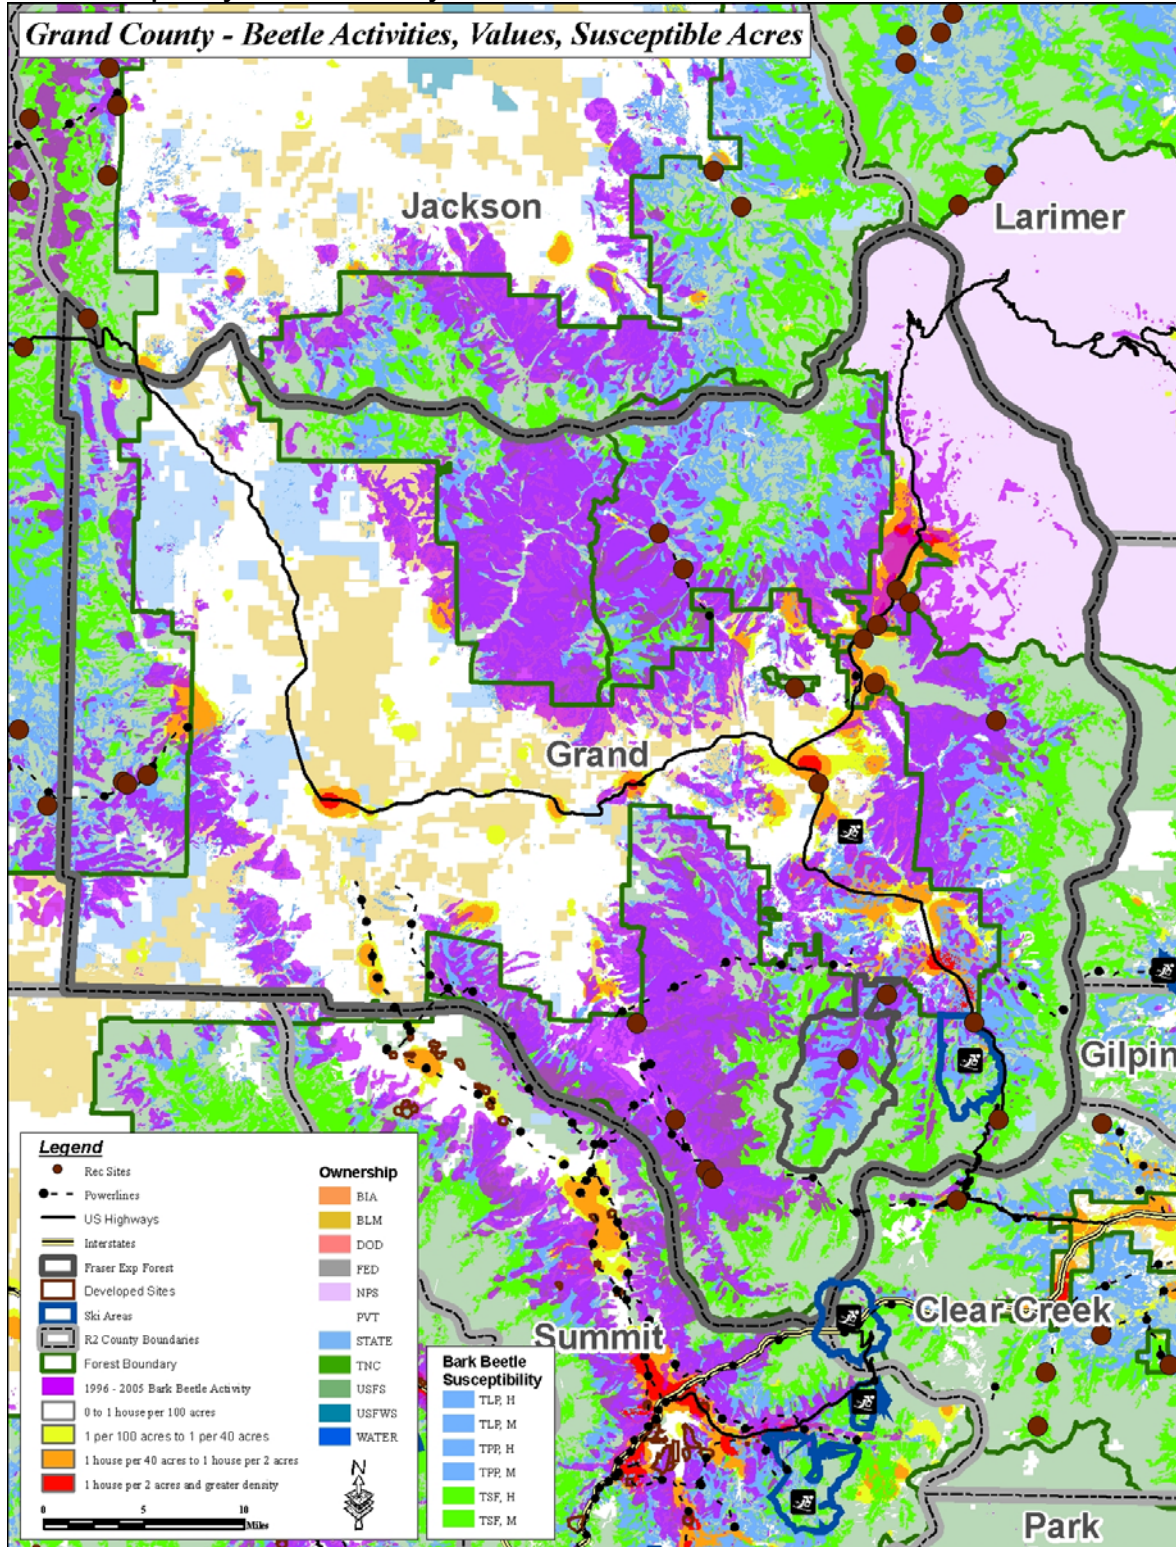 Grand County - Beetle Activities, Values, Susceptible Acres
Jackson
Larimer
Grand
Gilpin
Clear Creek
Summit
Park
Legend
Rec Sites
Powerlines
US Highways
Interstates
Fraser Exp Forest
Developed Sites
Ski Areas
R2 County Boundaries
Forest Boundary
1996 - 2005 Bark Beetle Activity
0 to 1 house per 100 acres
1 per 100 acres to 1 per 40 acres
1 house per 40 acres to 1 house per 2 acres
1 house per 2 acres and greater density
0 5 10
Miles
Ownership
BIA
BLM
DOD
FED
NPS
PVT
STATE
TNC
USFS
USFWS
WATER
N
Bark Beetle
Susceptibility
TLP, H
TLP, M
TPP, H
TPP, M
TSF, H
TSF, M